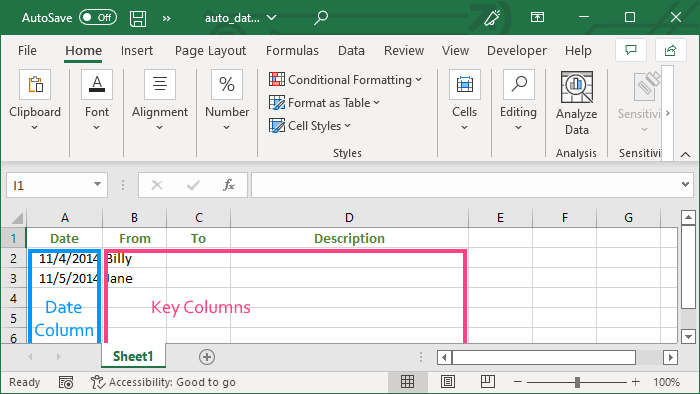 AutoSave Off auto_dat...
File Home Insert Page Layout Formulas Data Review View Developer Help
Clipboard Font Alignment Number Conditional Formatting Format as Table Cell Styles Styles Cells Editing Analyze Data Analysis Sensitivi Sensitivi
I1 fx
A B C D E F G
1 Date From To Description
2 11/4/2014 Billy
3 11/5/2014 Jane
4
5
6
Date Column
Key Columns
Sheet1
Ready Accessibility: Good to go 100%